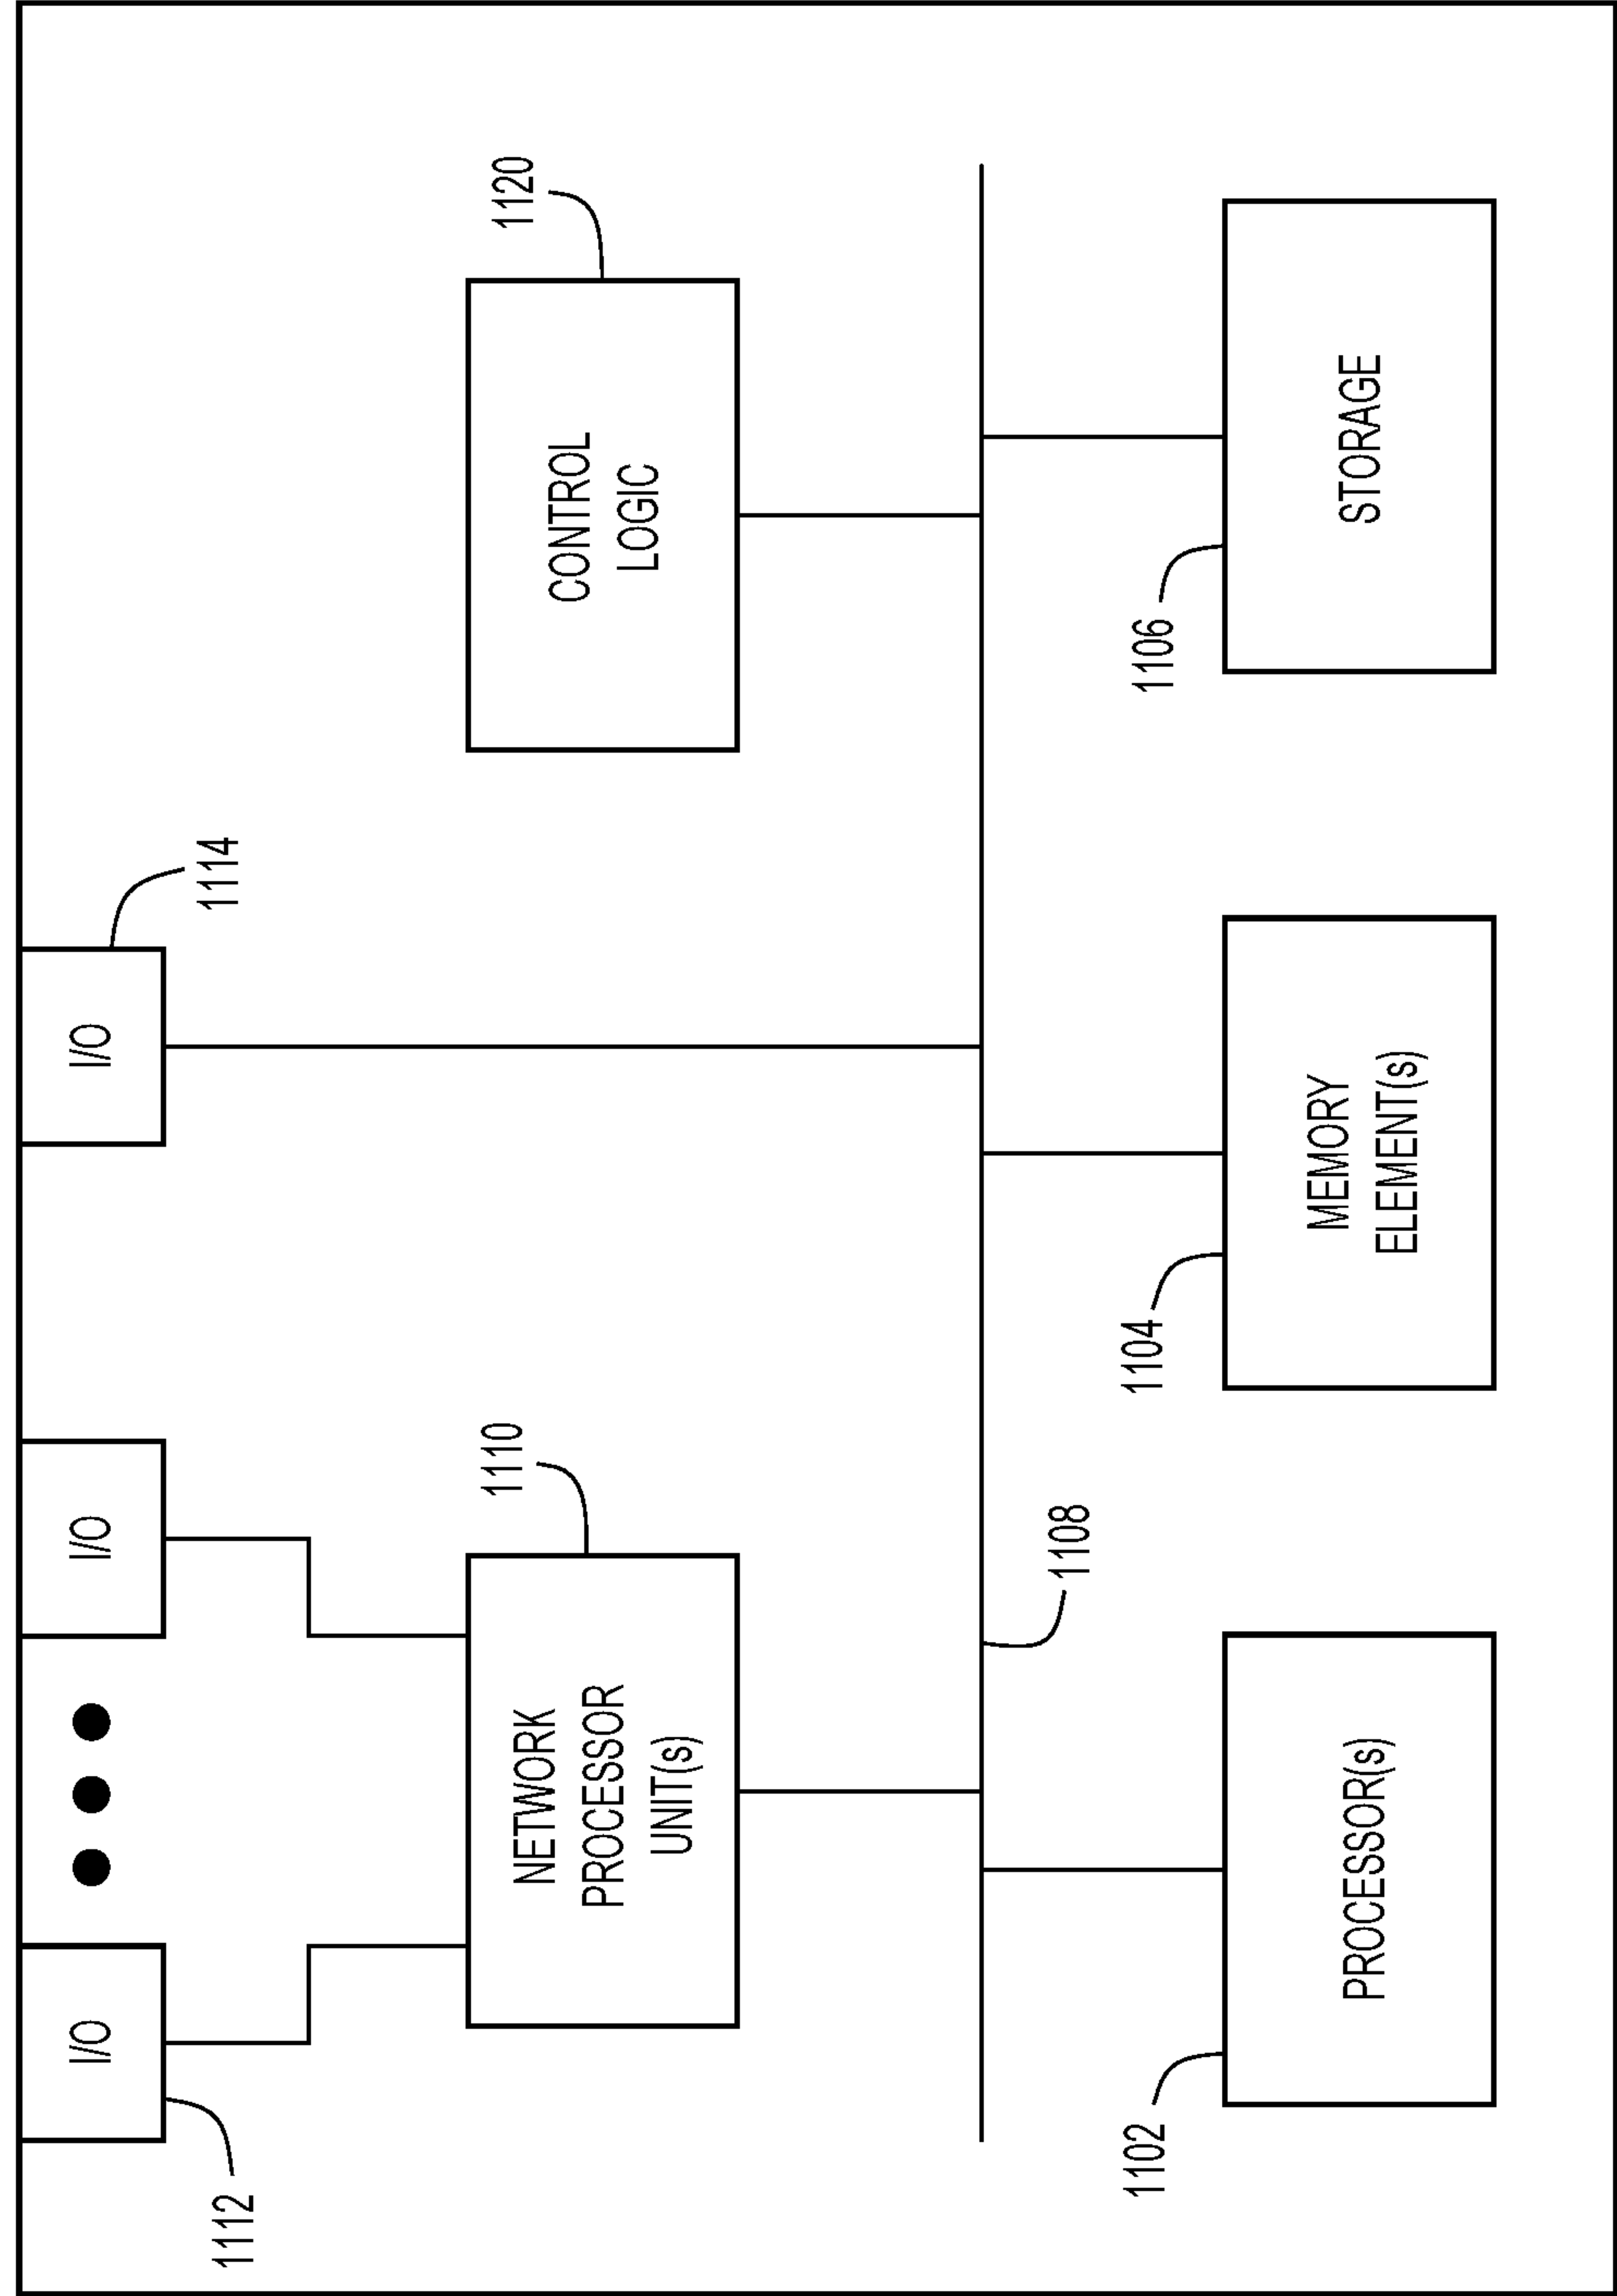 1112
I/O
I/O
I/O
1114
1110
NETWORK
PROCESSOR
UNIT(s)
1120
CONTROL
LOGIC
1108
1102
PROCESSOR(s)
1104
MEMORY
ELEMENT(s)
1106
STORAGE